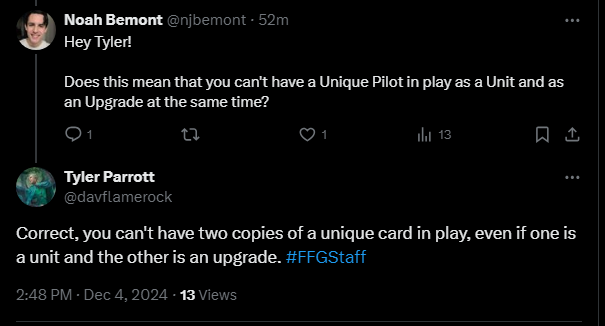 Noah Bemont @njbemont · 52m
Hey Tyler!
Does this mean that you can't have a Unique Pilot in play as a Unit and as
an Upgrade at the same time?
1 1 13
Tyler Parrott
@davflamerock
Correct, you can't have two copies of a unique card in play, even if one is
a unit and the other is an upgrade. #FFGStaff
2:48 PM · Dec 4, 2024 · 13 Views